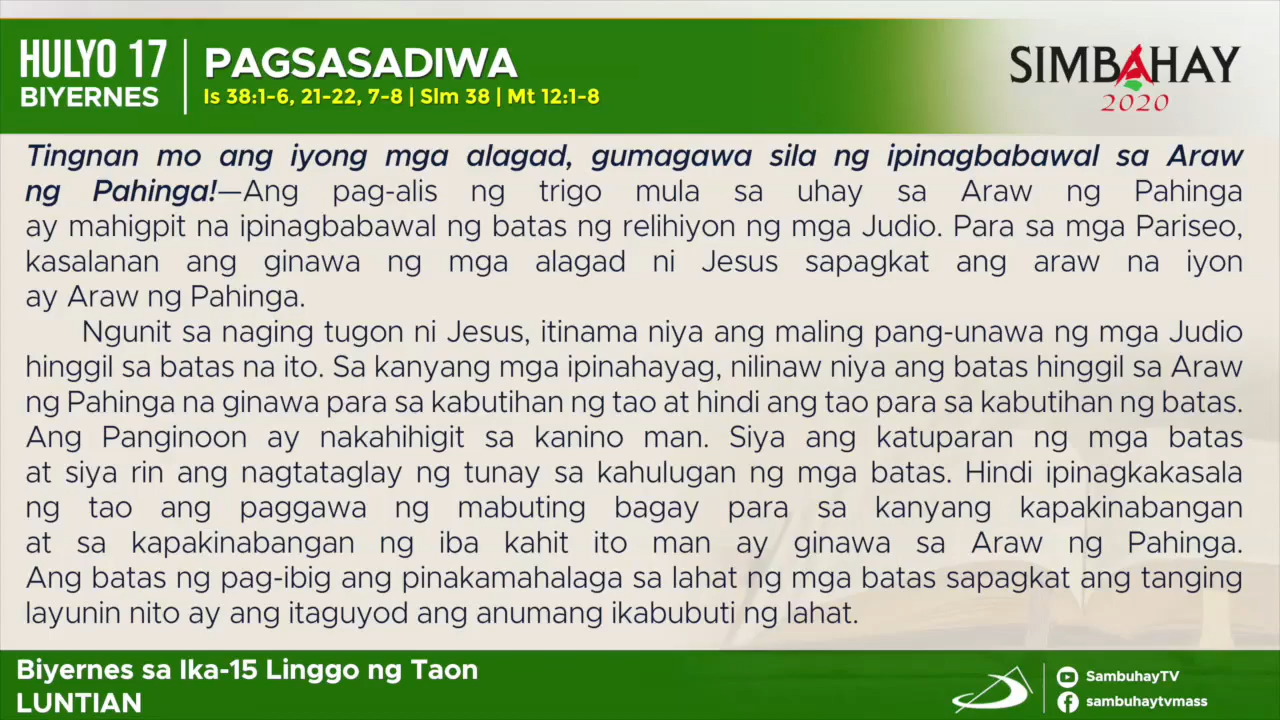 HULYO 17
BIYERNES
PAGSASADIWA
Is 38:1-6, 21-22, 7-8 | Slm 38 | Mt 12:1-8
SIMBAHAY
2020
Tingnan mo ang iyong mga alagad, gumagawa sila ng ipinagbabawal sa Araw
ng Pahinga!—Ang pag-alis ng trigo mula sa uhay sa Araw ng Pahinga
ay mahigpit na ipinagbabawal ng batas ng relihiyon ng mga Judio. Para sa mga Pariseo,
kasalanan ang ginawa ng mga alagad ni Jesus sapagkat ang araw na iyon
ay Araw ng Pahinga.
Ngunit sa naging tugon ni Jesus, itinama niya ang maling pang-unawa ng mga Judio
hinggil sa batas na ito. Sa kanyang mga ipinahayag, nilinaw niya ang batas hinggil sa Araw
ng Pahinga na ginawa para sa kabutihan ng tao at hindi ang tao para sa kabutihan ng batas.
Ang Panginoon ay nakahihigit sa kanino man. Siya ang katuparan ng mga batas
at siya rin ang nagtataglay ng tunay sa kahulugan ng mga batas. Hindi ipinagkakasala
ng tao ang paggawa ng mabuting bagay para sa kanyang kapakinabangan
at sa kapakinabangan ng iba kahit ito man ay ginawa sa Araw ng Pahinga.
Ang batas ng pag-ibig ang pinakamahalaga sa lahat ng mga batas sapagkat ang tanging
layunin nito ay ang itaguyod ang anumang ikabubuti ng lahat.
Biyernes sa Ika-15 Linggo ng Taon
LUNTIAN
SambuhayTV
sambuhaytvmass